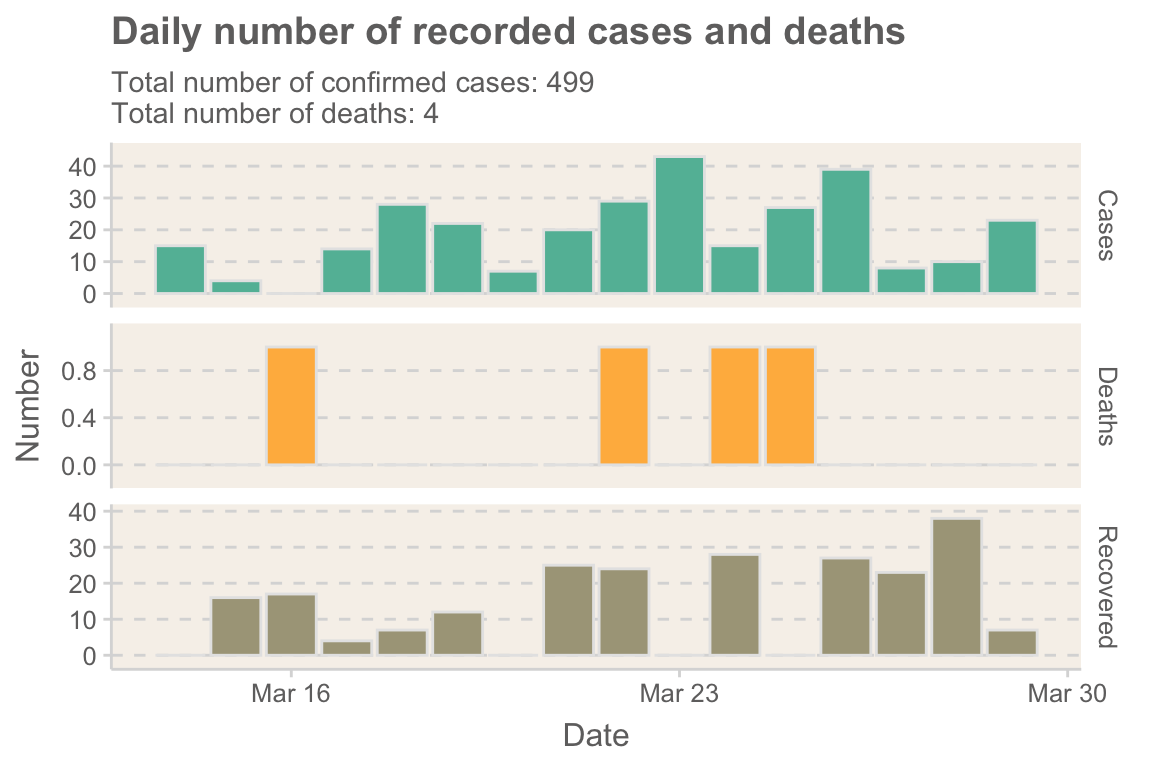 Daily number of recorded cases and deaths
Total number of confirmed cases: 499
Total number of deaths: 4
40
30
20
10
0
Cases
Number
0.8
0.4
0.0
Deaths
40
30
20
10
0
Recovered
Mar 16
Mar 23
Mar 30
Date